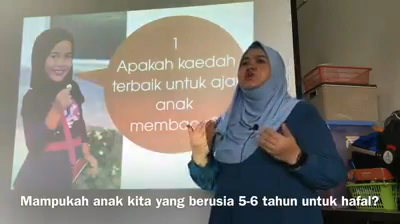 1
Apakah kaedah
terbaik untuk ajar
anak
Mampukah anak kita yang berusia 5-6 tahun untuk hafal?